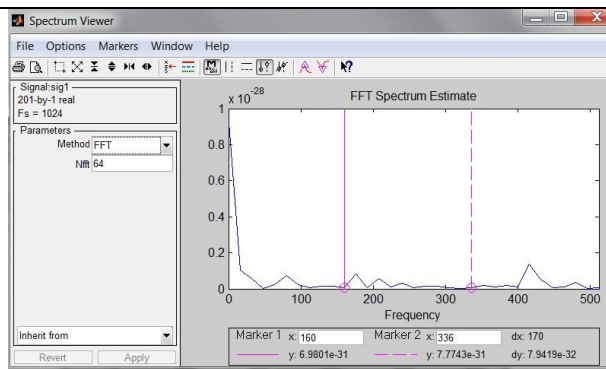 Spectrum Viewer
File Options Markers Window Help
Signal:sig1
201-by-1 real
Fs = 1024
Parameters
Method FFT
Nfft 64
Inherit from
Revert Apply
x 10-28
FFT Spectrum Estimate
1
0.8
0.6
0.4
0.2
0
0 100 200 300 400 500
Frequency
Marker 1 x: 160 Marker 2 x: 336 dx: 170
y: 6.9801e-31 y: 7.7743e-31 dy: 7.9419e-32